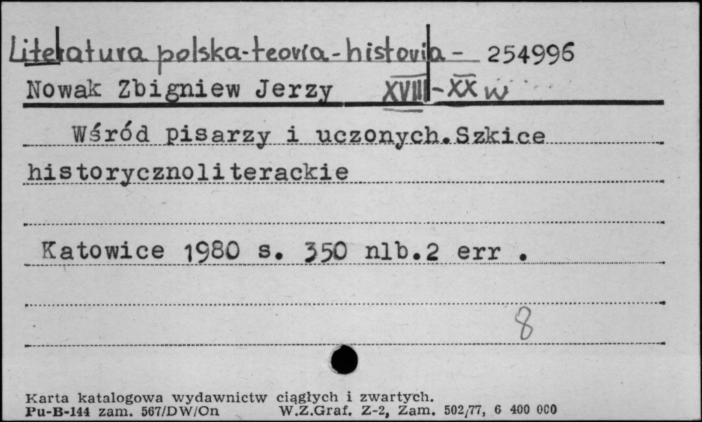 Literatura polska-teoria-historia - 254996
Nowak Zbigniew Jerzy XVIII-XX w
Wśród pisarzy i uczonych.Szkice
historycznoliterackie
Katowice 1980 s. 350 nlb.2 err .
8
Karta katalogowa wydawnictw ciągłych i zwartych.
Pu-B-144 zam. 567/DW/On W.Z.Graf. Z-2, Zam. 502/77, 6 400 000